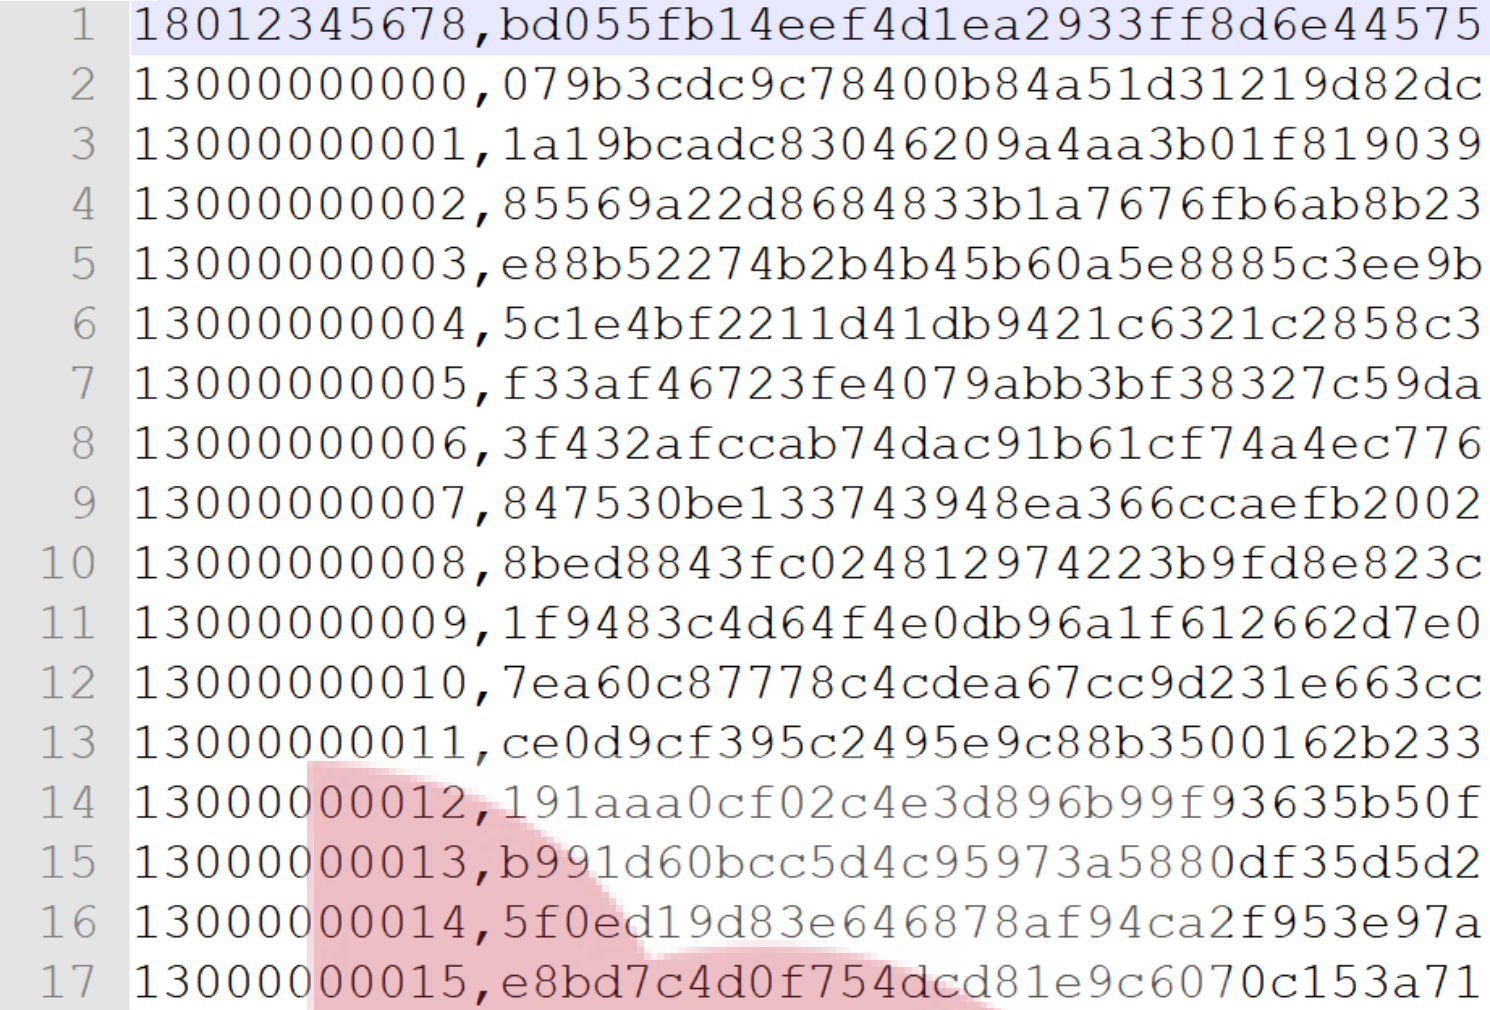 1 18012345678,bd055fb14eef4d1ea2933ff8d6e44575
2 13000000000,079b3cdc9c78400b84a51d31219d82dc
3 13000000001,1a19bcadc83046209a4aa3b01f819039
4 13000000002,85569a22d8684833b1a7676fb6ab8b23
5 13000000003,e88b52274b2b4b45b60a5e8885c3ee9b
6 13000000004,5c1e4bf2211d41db9421c6321c2858c3
7 13000000005,f33af46723fe4079abb3bf38327c59da
8 13000000006,3f432afccab74dac91b61cf74a4ec776
9 13000000007,847530be133743948ea366ccaefb2002
10 13000000008,8bed8843fc024812974223b9fd8e823c
11 13000000009,1f9483c4d64f4e0db96a1f612662d7e0
12 13000000010,7ea60c87778c4cdea67cc9d231e663cc
13 13000000011,ce0d9cf395c2495e9c88b3500162b233
14 13000000012,191aaa0cf02c4e3d896b99f93635b50f
15 13000000013,b991d60bcc5d4c95973a5880df35d5d2
16 13000000014,5f0ed19d83e646878af94ca2f953e97a
17 13000000015,e8bd7c4d0f754dcd81e9c6070c153a71